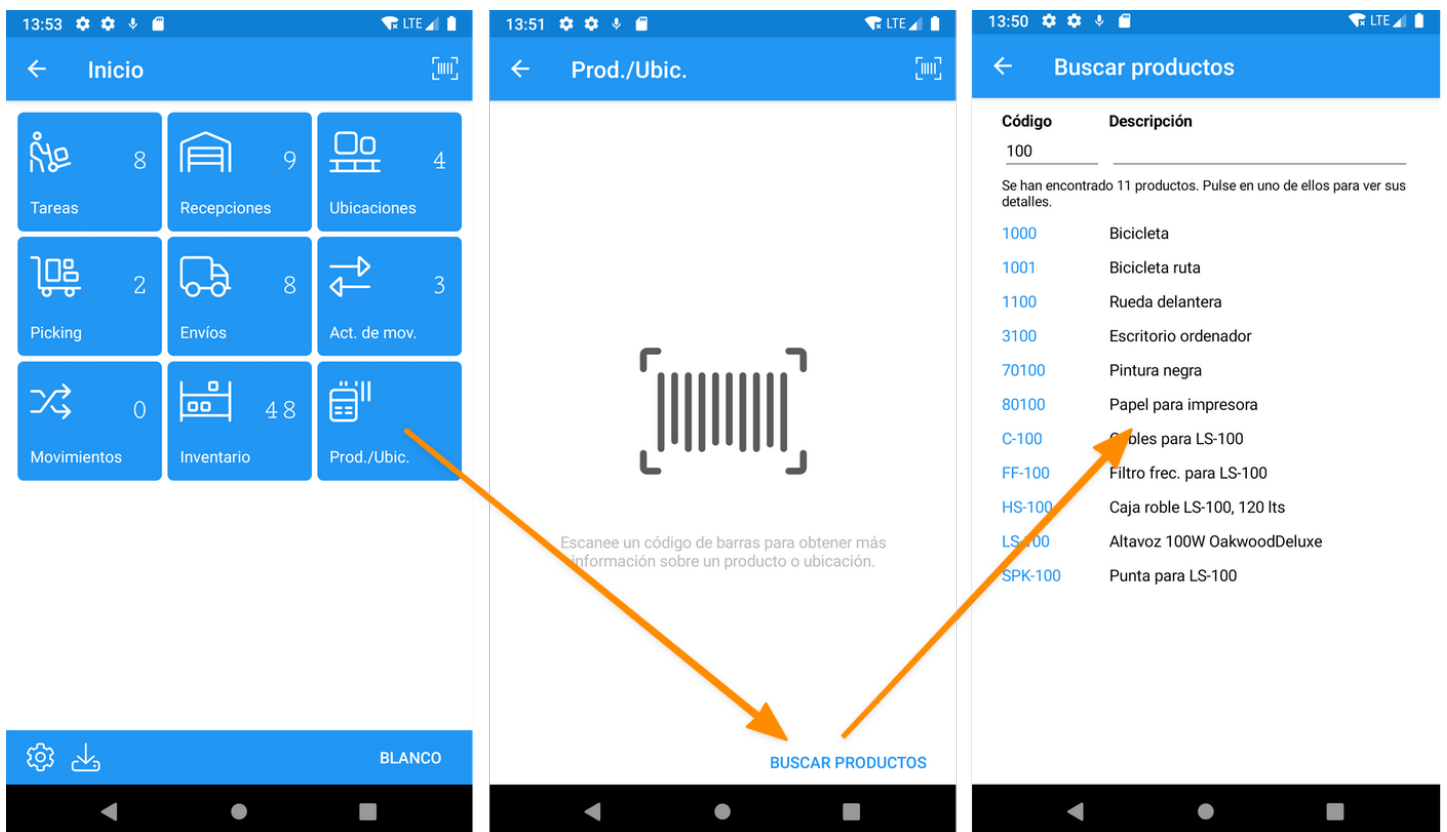 13:53 LTE
Inicio
8 9 4
Tareas Recepciones Ubicaciones
2 8 3
Picking Envíos Act. de mov.
0 48
Movimientos Inventario Prod./Ubic.
BLANCO
13:51 LTE
Prod./Ubic.
Escanee un código de barras para obtener más
información sobre un producto o ubicación.
BUSCAR PRODUCTOS
13:50 LTE
Buscar productos
Código Descripción
100
Se han encontrado 11 productos. Pulse en uno de ellos para ver sus
detalles.
1000 Bicicleta
1001 Bicicleta ruta
1100 Rueda delantera
3100 Escritorio ordenador
70100 Pintura negra
80100 Papel para impresora
C-100 Cables para LS-100
FF-100 Filtro frec. para LS-100
HS-100 Caja roble LS-100, 120 lts
LS-100 Altavoz 100W OakwoodDeluxe
SPK-100 Punta para LS-100